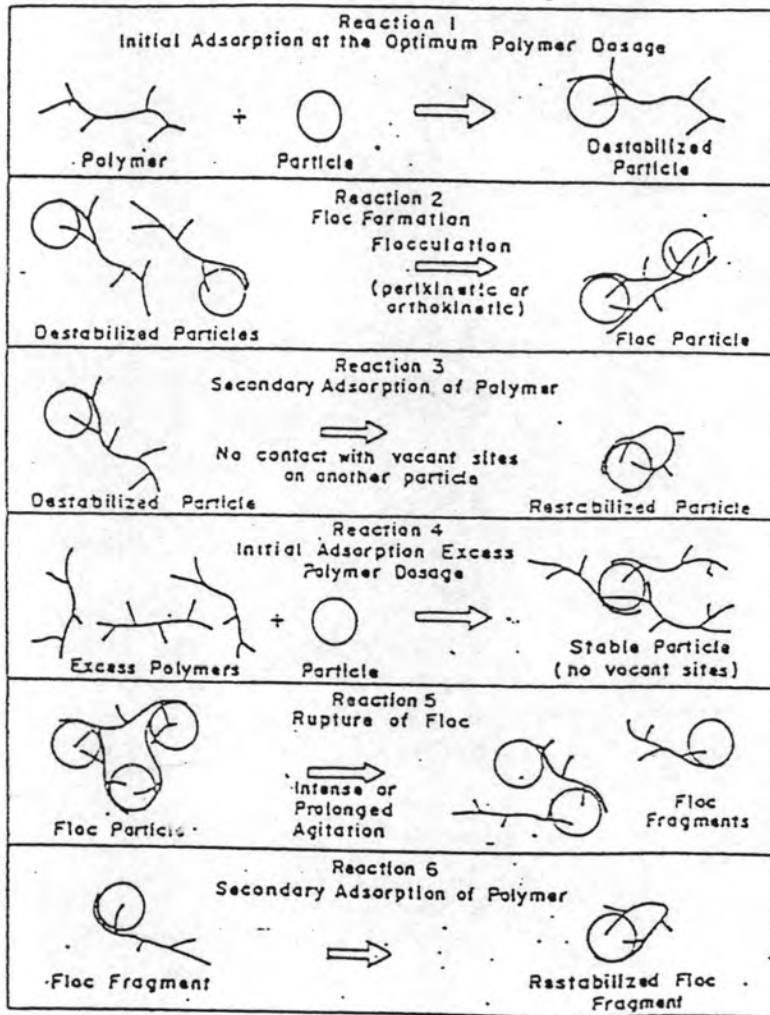 Reaction 1
Initial Adsorption at the Optimum Polymer Dosage
+
Polymer
Particle
Destabilized
Particle
Reaction 2
Floc Formation
Flocculation
(perikinetic or
orthokinetic)
Destabilized Particles
Floc Particle
Reaction 3
Secondary Adsorption of Polymer
No contact with vacant sites
on another particle
Destabilized Particle
Restabilized Particle
Reaction 4
Initial Adsorption Excess
Polymer Dosage
+
Excess Polymers
Particle
Stable Particle
(no vacant sites)
Reaction 5
Rupture of Floc
Intense or
Prolonged
Agitation
Floc Particle
Floc
Fragments
Reaction 6
Secondary Adsorption of Polymer
Floc Fragment
Restabilized Floc
Fragment